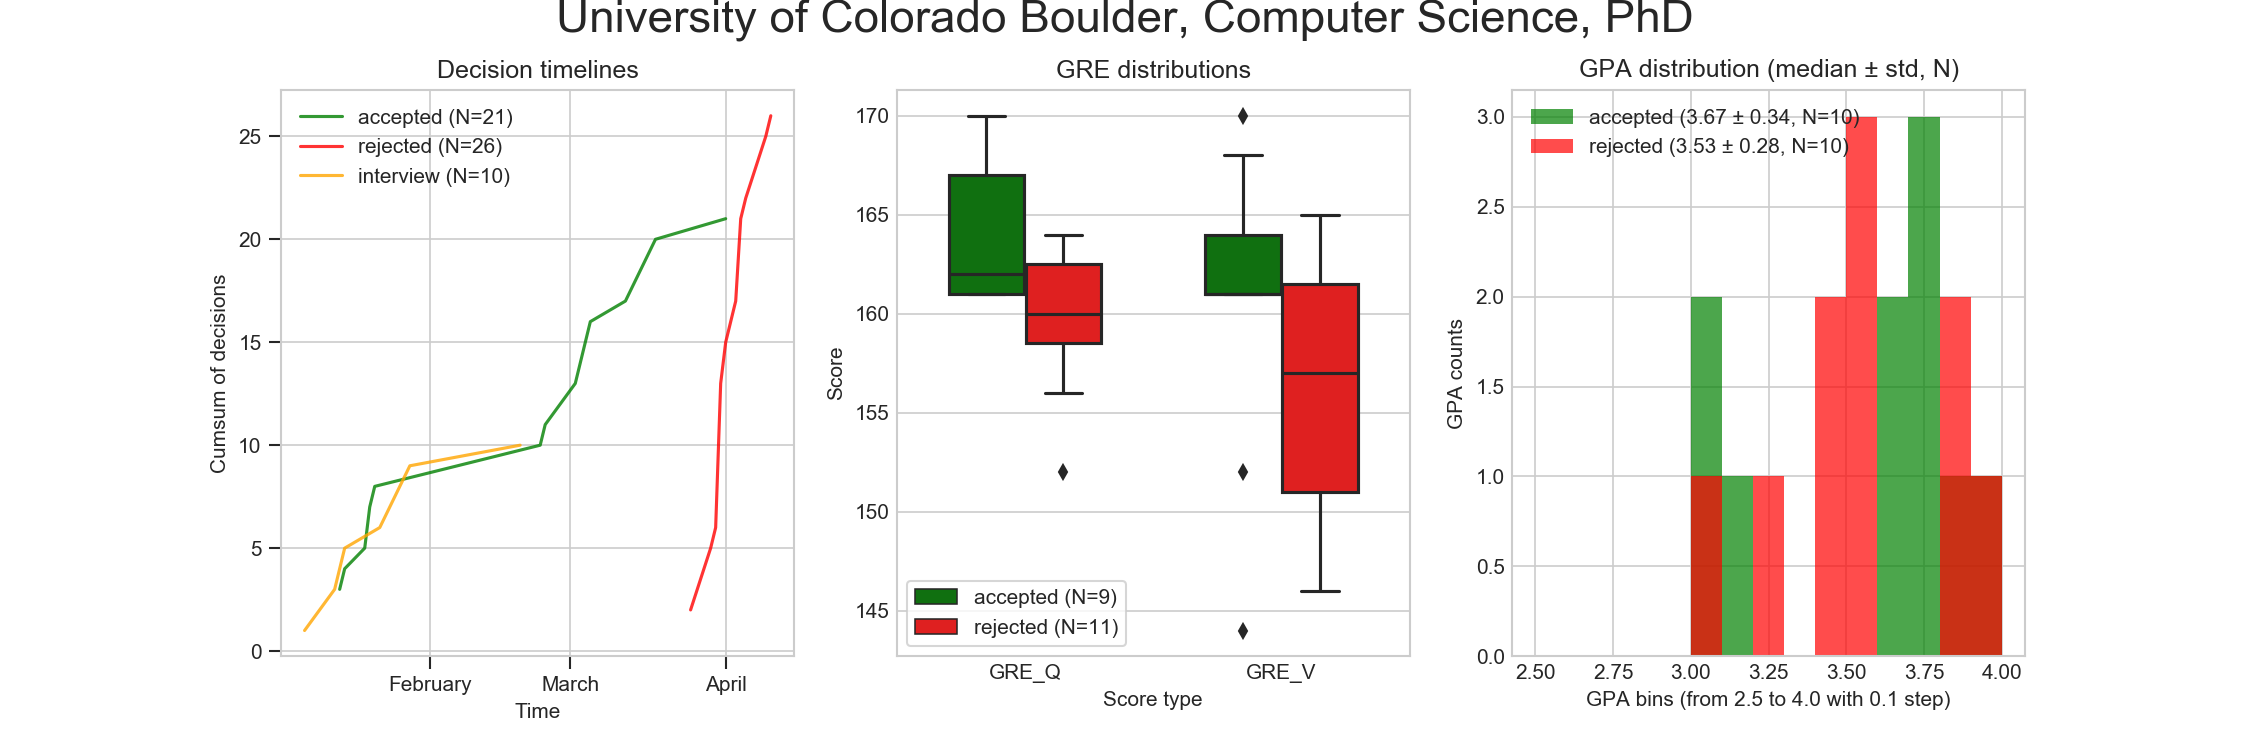 University of Colorado Boulder, Computer Science, PhD
Decision timelines
accepted (N=21)
rejected (N=26)
interview (N=10)
25
20
15
10
5
0
Cumsum of decisions
February
March
April
Time
GRE distributions
170
165
160
155
150
145
Score
accepted (N=9)
rejected (N=11)
GRE_Q
GRE_V
Score type
GPA distribution (median ± std, N)
accepted (3.67 ± 0.34, N=10)
rejected (3.53 ± 0.28, N=10)
3.0
2.5
2.0
1.5
1.0
0.5
0.0
GPA counts
2.50
2.75
3.00
3.25
3.50
3.75
4.00
GPA bins (from 2.5 to 4.0 with 0.1 step)